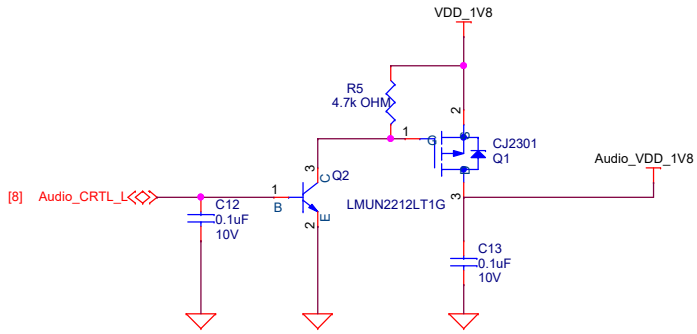 VDD_1V8
R5
4.7k OHM
2
S
1
G
CJ2301
Q1
Audio_VDD_1V8
3
C
Q2
D
3
[8] Audio_CRTL_L
1
B
C12
0.1uF
10V
E
2
LMUN2212LT1G
C13
0.1uF
10V